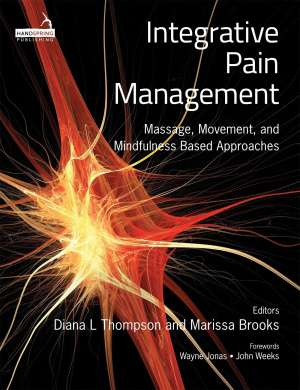 HANDSPRING
PUBLISHING
Integrative
Pain
Management
Massage, Movement, and
Mindfulness Based Approaches
Editors
Diana L Thompson and Marissa Brooks
Forewords
Wayne Jonas • John Weeks